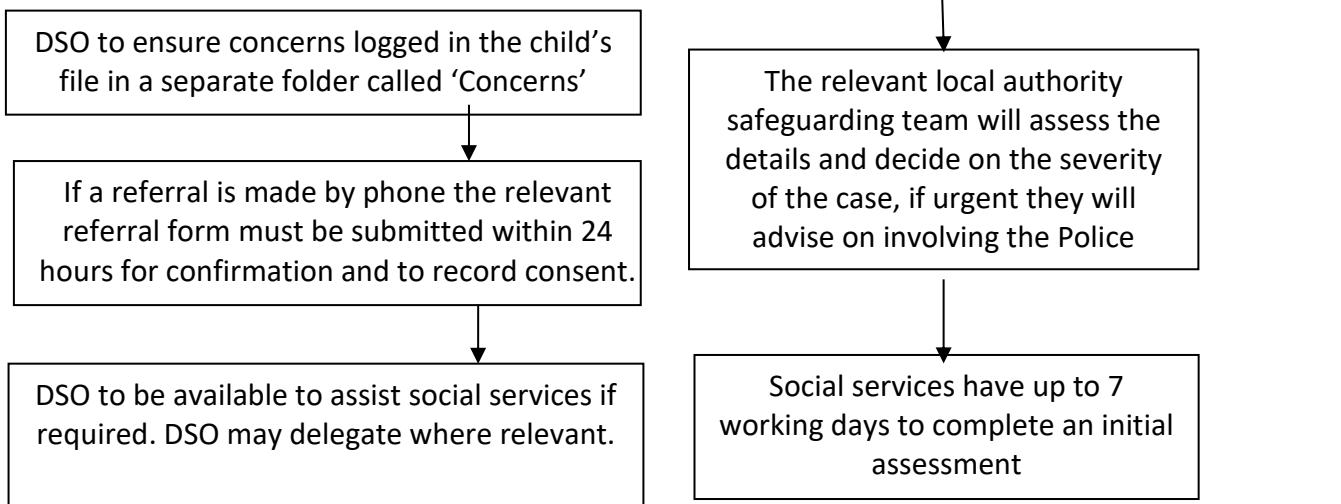 DSO to ensure concerns logged in the child’s
file in a separate folder called ‘Concerns’
If a referral is made by phone the relevant
referral form must be submitted within 24
hours for confirmation and to record consent.
DSO to be available to assist social services if
required. DSO may delegate where relevant.
The relevant local authority
safeguarding team will assess the
details and decide on the severity
of the case, if urgent they will
advise on involving the Police
Social services have up to 7
working days to complete an initial
assessment